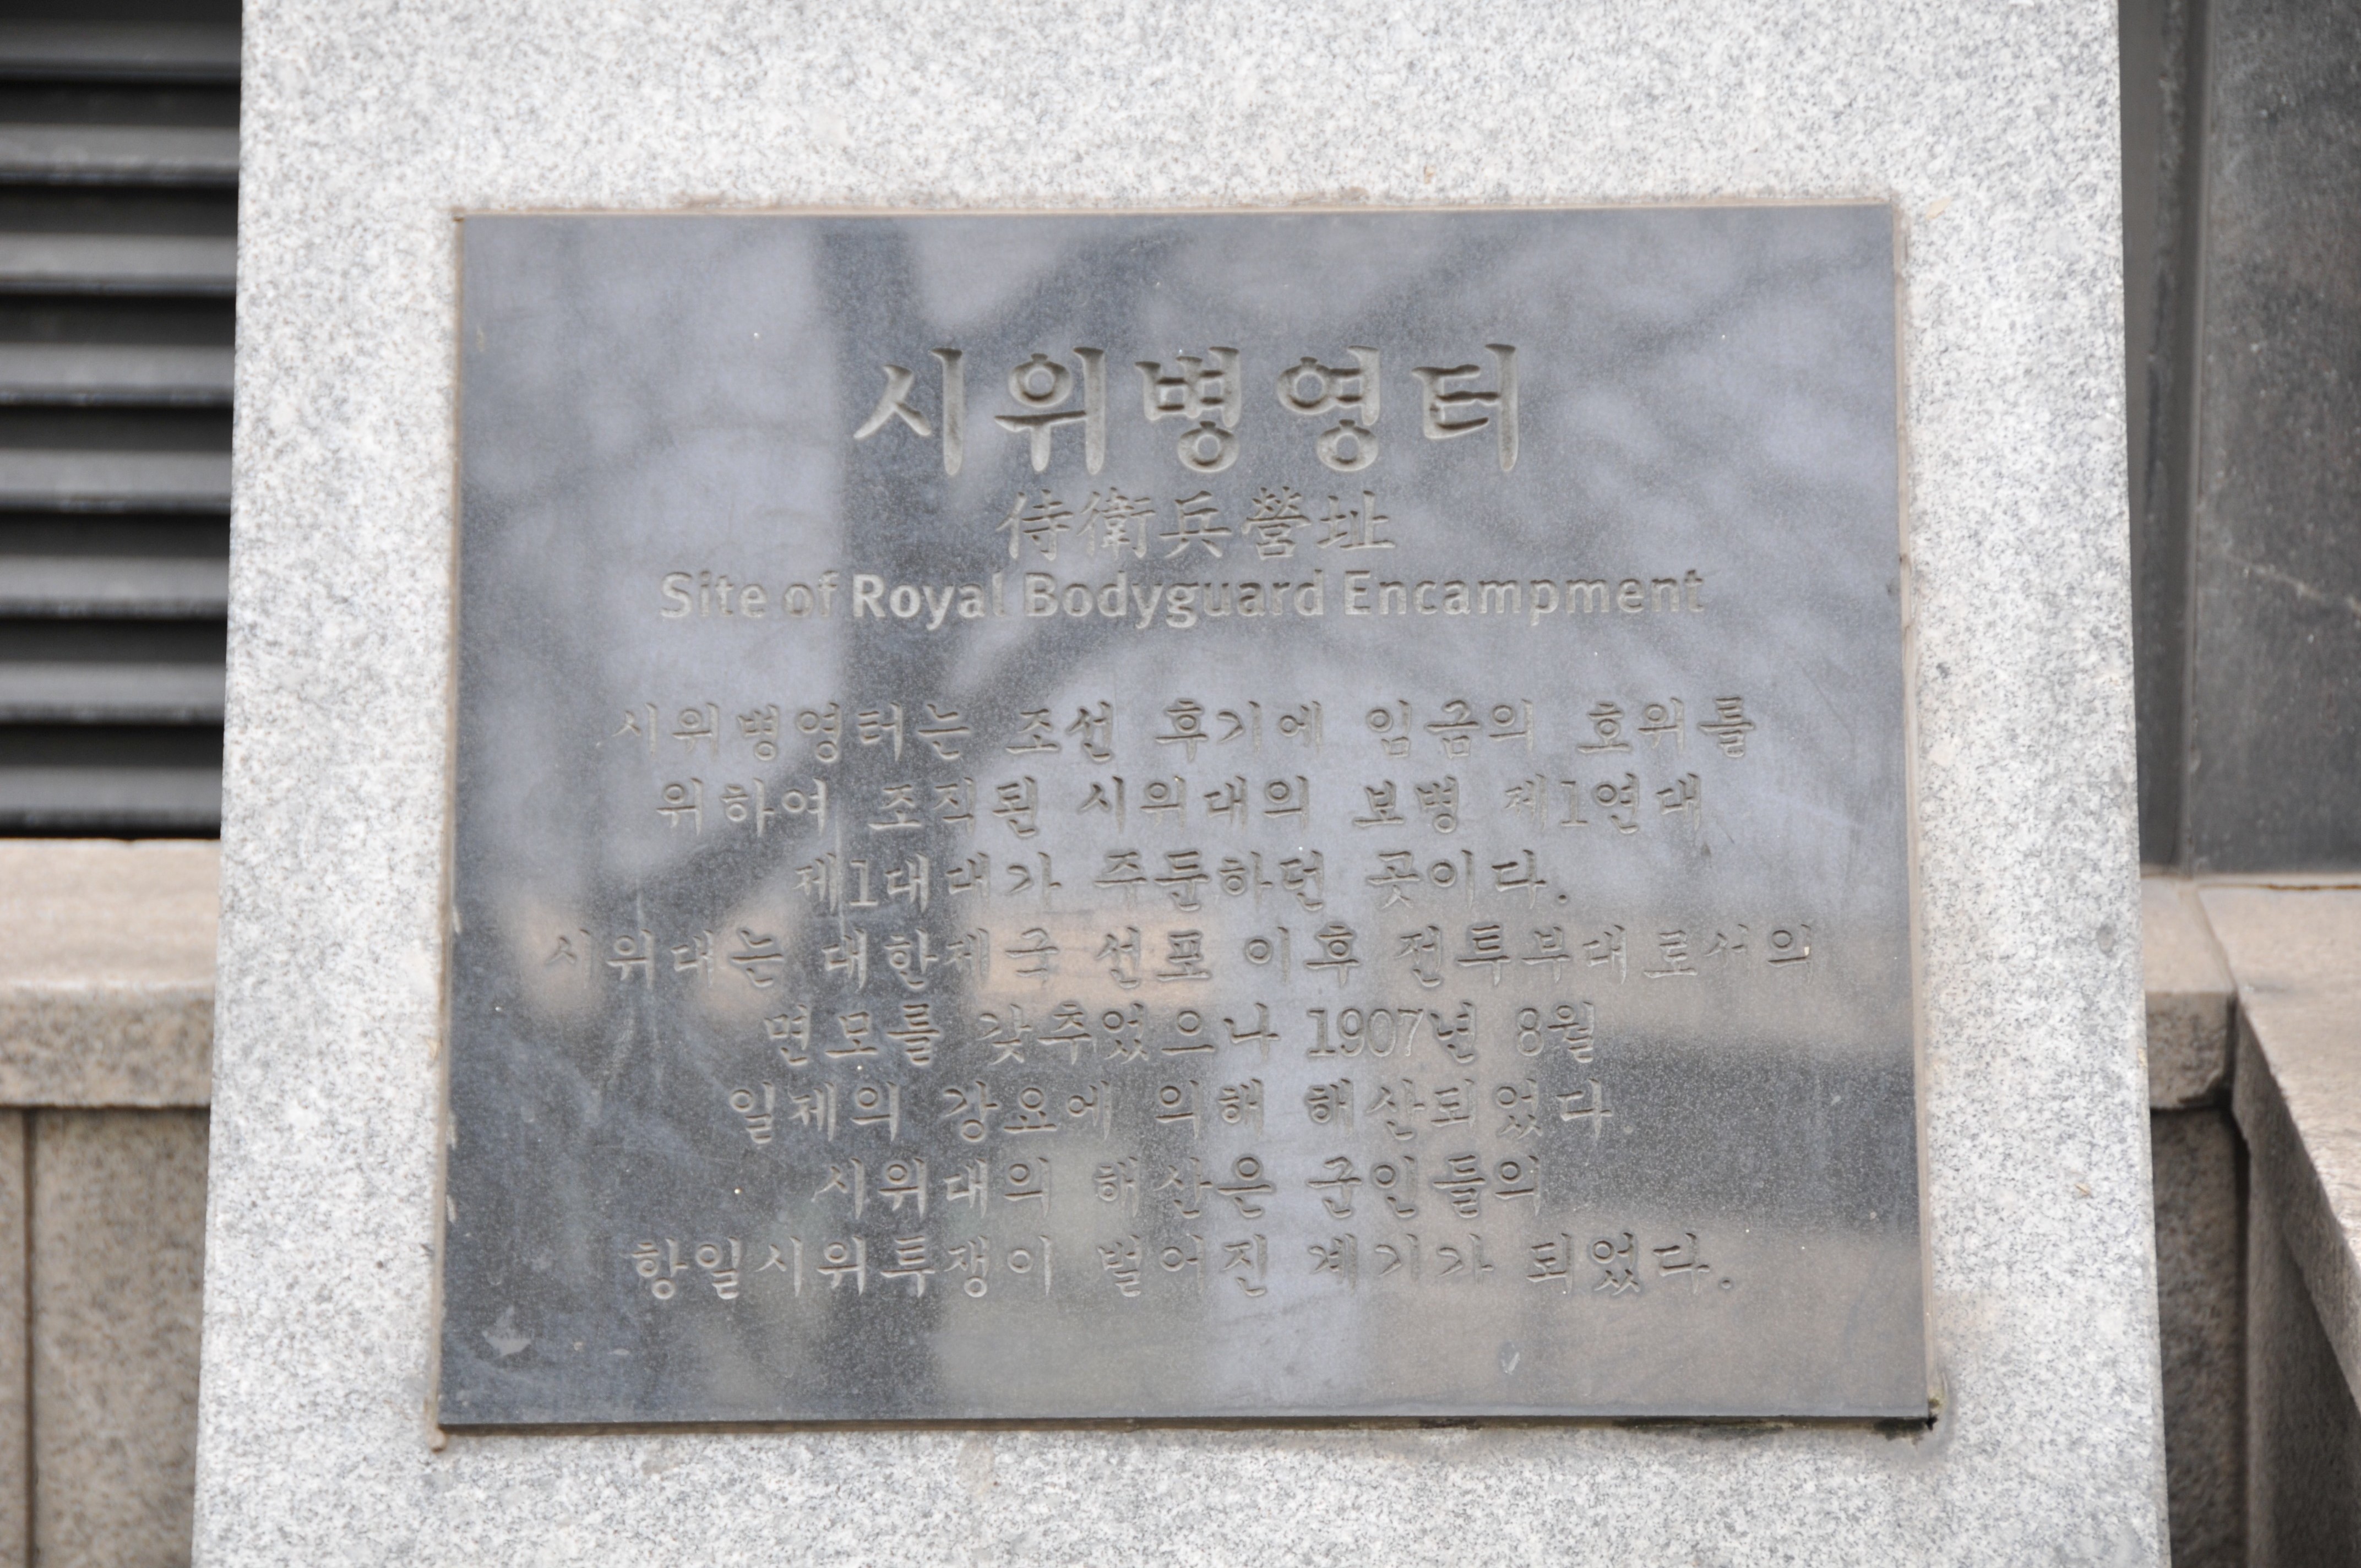 시위병영터
侍衛兵營址
Site of Royal Bodyguard Encampment
시위병영터는 조선 후기에 임금의 호위를
위하여 조직된 시위대의 보병 제1연대
제1대대가 주둔하던 곳이다.
시위대는 대한제국 선포 이후 전투부대로서의
면모를 갖추었으나 1907년 8월
일제의 강요에 의해 해산되었다
시위대의 해산은 군인들의
항일시위투쟁이 벌어진 계기가 되었다.